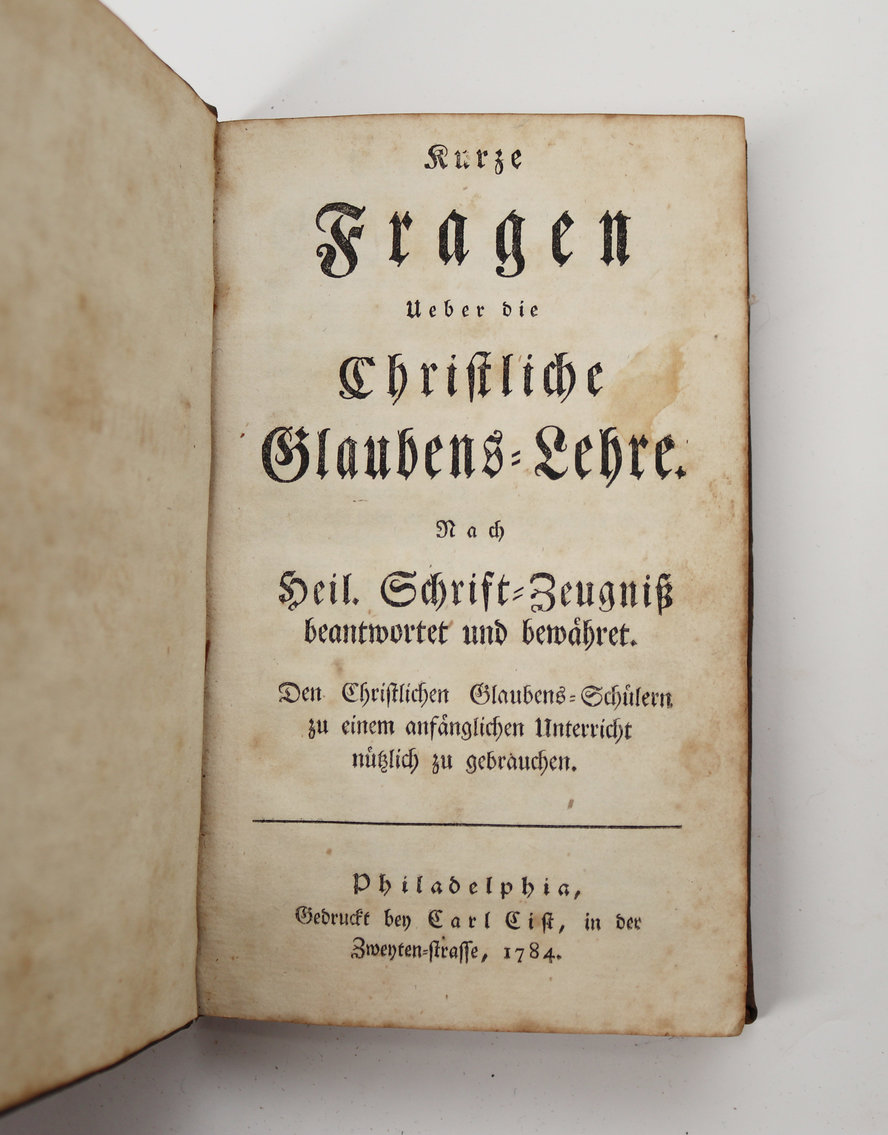 Kurze
Fragen
Ueber die
Christliche
Glaubens-Lehre.
Nach
Heil. Schrift-Zeugniß
beantwortet und bewähret.
Den Christlichen Glaubens-Schülern
zu einem anfänglichen Unterricht
nützlich zu gebrauchen.
Philadelphia,
Gedruckt bey Carl Cist, in der
Zweyten-strasse, 1784.